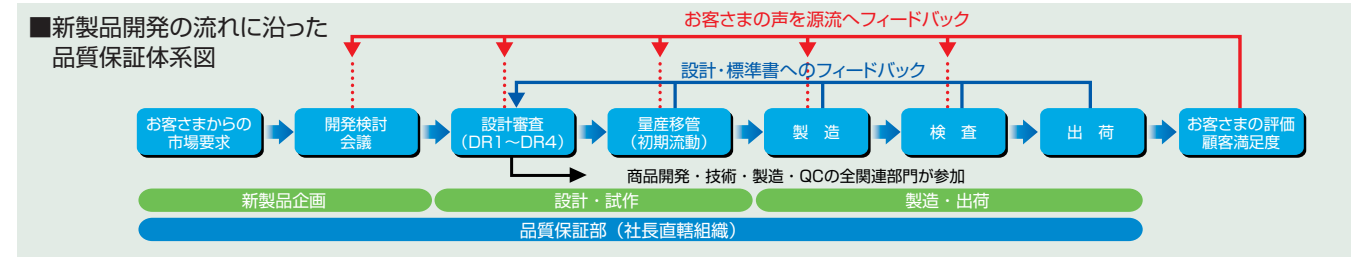 ■新製品開発の流れに沿った
品質保証体系図
お客さまの声を源流へフィードバック
設計・標準書へのフィードバック
お客さまからの
市場要求
開発検討
会議
設計審査
(DR1〜DR4)
量産移管
(初期流動)
製 造
検 査
出 荷
お客さまの評価
顧客満足度
商品開発・技術・製造・QCの全関連部門が参加
新製品企画
設計・試作
製造・出荷
品質保証部(社長直轄組織)